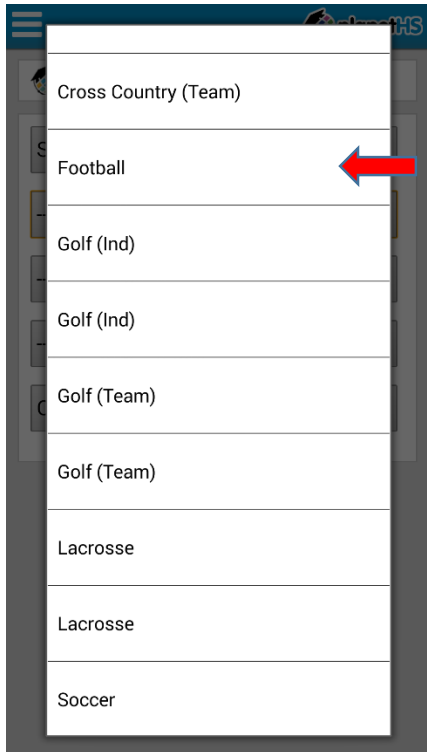 Cross Country (Team)
Football
Golf (Ind)
Golf (Ind)
Golf (Team)
Golf (Team)
Lacrosse
Lacrosse
Soccer